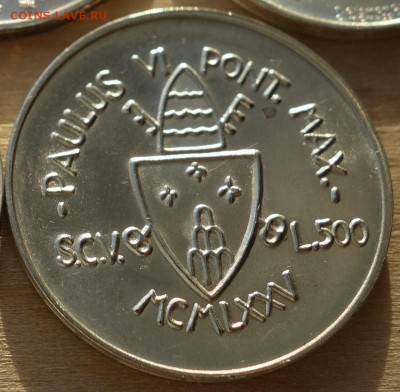 COINS.LAVE.RU
-PAULUS VI PONT. MAX.-
S.C.V. L.500
MCMLXXV